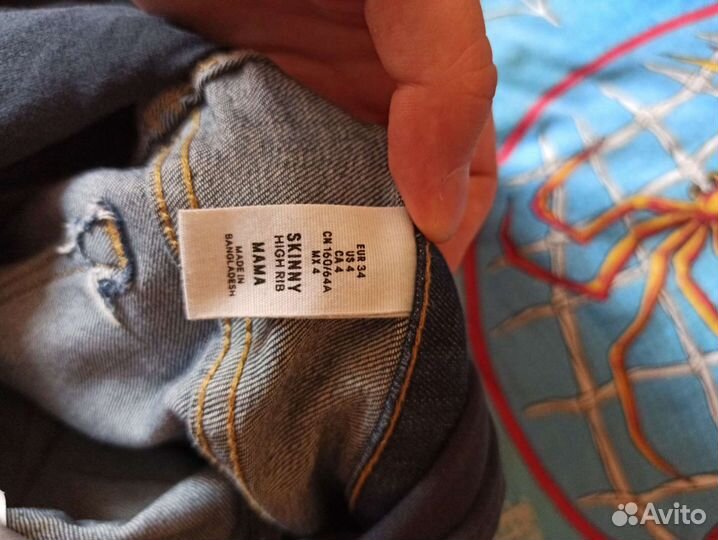 EUR 34
US 4
CA 4
CN 160/64A
MX 4
SKINNY
HIGH RIB
MAMA
MADE IN
BANGLADESH
Avito